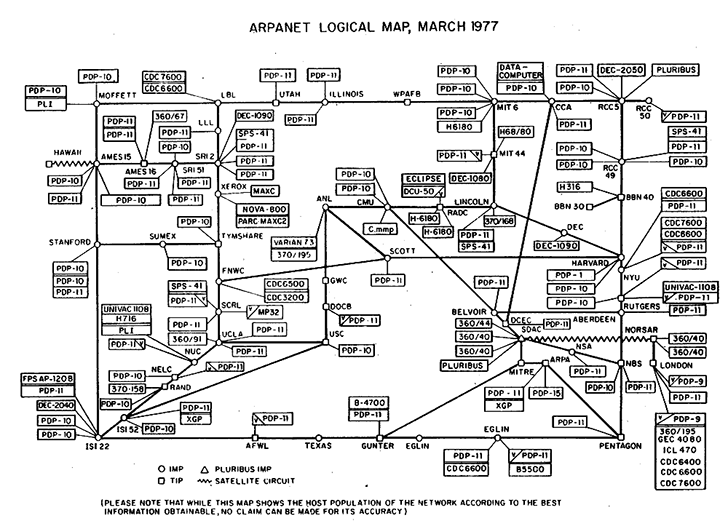 ARPANET LOGICAL MAP, MARCH 1977
PDP-10
CDC7600
CDC6600
PDP-11
PDP-11
PDP-10
DATA-
COMPUTER
PDP-10
PDP-11
DEC-2050
PLURIBUS
PDP-10
PLI
MOFFETT
LBL
UTAH
ILLINOIS
WPAFB
PDP-10
PDP-10
H6180
MIT 6
CCA
PDP-10
RCC5
RCC
50
PDP-11
PDP-11
360/67
LLL
DEC-1090
SPS-41
PDP-11
PDP-11
PDP-11
PDP-11
PDP-11
H68/80
PDP-11
SPS-41
PDP-11
PDP-11
HAWAII
AMES15
AMES16
SRI 51
SRI2
PDP-11
MIT 44
PDP-10
PDP-10
RCC
49
PDP-10
PDP-11
PDP-10
PDP-11
PDP-11
PDP-11
XEROX
MAXC
PDP-10
PDP-10
ECLIPSE
DCU-50
DEC-1080
H316
BBN 40
BBN 30
CDC6600
PDP-11
NOVA-800
PARC MAXC2
ANL
CMU
C.mmp
H-6180
RADC
H-6180
LINCOLN
370/168
CDC7600
CDC6600
PDP-11
PDP-11
PDP-10
STANFORD
SUMEX
TYMSHARE
VARIAN 73
370/195
PDP-11
SPS-41
DEC
DEC-1090
PDP-10
PDP-10
PDP-11
PDP-10
SCOTT
PDP-11
HARVARD
NYU
PDP-1
PDP-10
PDP-10
FNWC
CDC6500
CDC3200
GWC
PDP-11
UNIVAC-1108
PDP-11
PDP-11
RUTGERS
SPS-41
PDP-11
PDP-11
SCRL
MP32
DOCB
PDP-11
BELVOIR
DCEC
PDP-11
ABERDEEN
UNIVAC 1108
H716
PLI
PDP-11
360/91
UCLA
PDP-11
USC
PDP-10
360/44
360/40
360/40
PLURIBUS
SDAC
NORSAR
360/40
360/40
NUC
PDP-11
NSA
NBS
LONDON
MITRE
ARPA
PDP-10
PDP-11
PDP-9
PDP-11
FPS AP-120B
PDP-11
DEC-2040
PDP-10
PDP-10
NELC
PDP-10
370-158
RAND
PDP-10
PDP-11
XGP
PDP-10
ISI 52
ISI 22
PDP-11
XGP
PDP-15
PDP-11
B-4700
PDP-11
PDP-11
PDP-9
360/195
GEC 4080
ICL 470
CDC6400
CDC6600
CDC7600
AFWL
TEXAS
GUNTER
EGLIN
EGLIN
PENTAGON
PDP-11
CDC6600
PDP-11
B5500
IMP
PLURIBUS IMP
TIP
SATELLITE CIRCUIT
(PLEASE NOTE THAT WHILE THIS MAP SHOWS THE HOST POPULATION OF THE NETWORK ACCORDING TO THE BEST
INFORMATION OBTAINABLE, NO CLAIM CAN BE MADE FOR ITS ACCURACY)